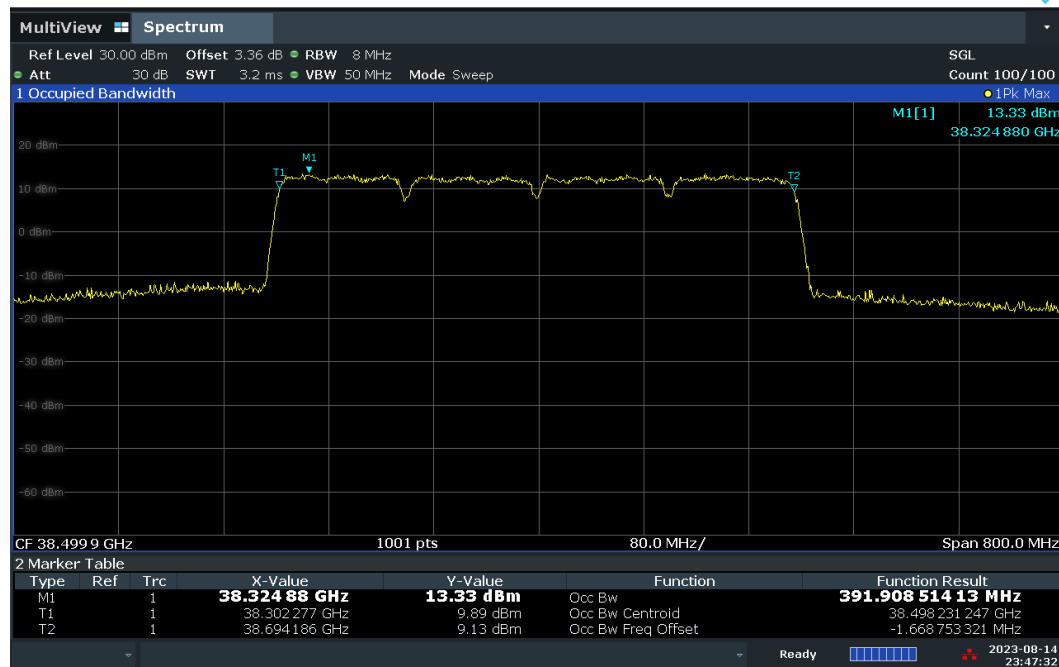 MultiView Spectrum
Ref Level 30.00 dBm Offset 3.36 dB RBW 8 MHz SGL
Att 30 dB SWT 3.2 ms VBW 50 MHz Mode Sweep Count 100/100
1 Occupied Bandwidth 1Pk Max
M1[1] 13.33 dBm
38.324 880 GHz
20 dBm
M1
T1
T2
10 dBm
0 dBm
-10 dBm
-20 dBm
-30 dBm
-40 dBm
-50 dBm
-60 dBm
CF 38.499 9 GHz 1001 pts 80.0 MHz/ Span 800.0 MHz
2 Marker Table
Type Ref Trc X-Value Y-Value Function Function Result
M1 1 38.324 88 GHz 13.33 dBm Occ Bw 391.908 514 13 MHz
T1 1 38.302 277 GHz 9.89 dBm Occ Bw Centroid 38.498 231 247 GHz
T2 1 38.694 186 GHz 9.13 dBm Occ Bw Freq Offset -1.668 753 321 MHz
Ready 2023-08-14
23:47:32